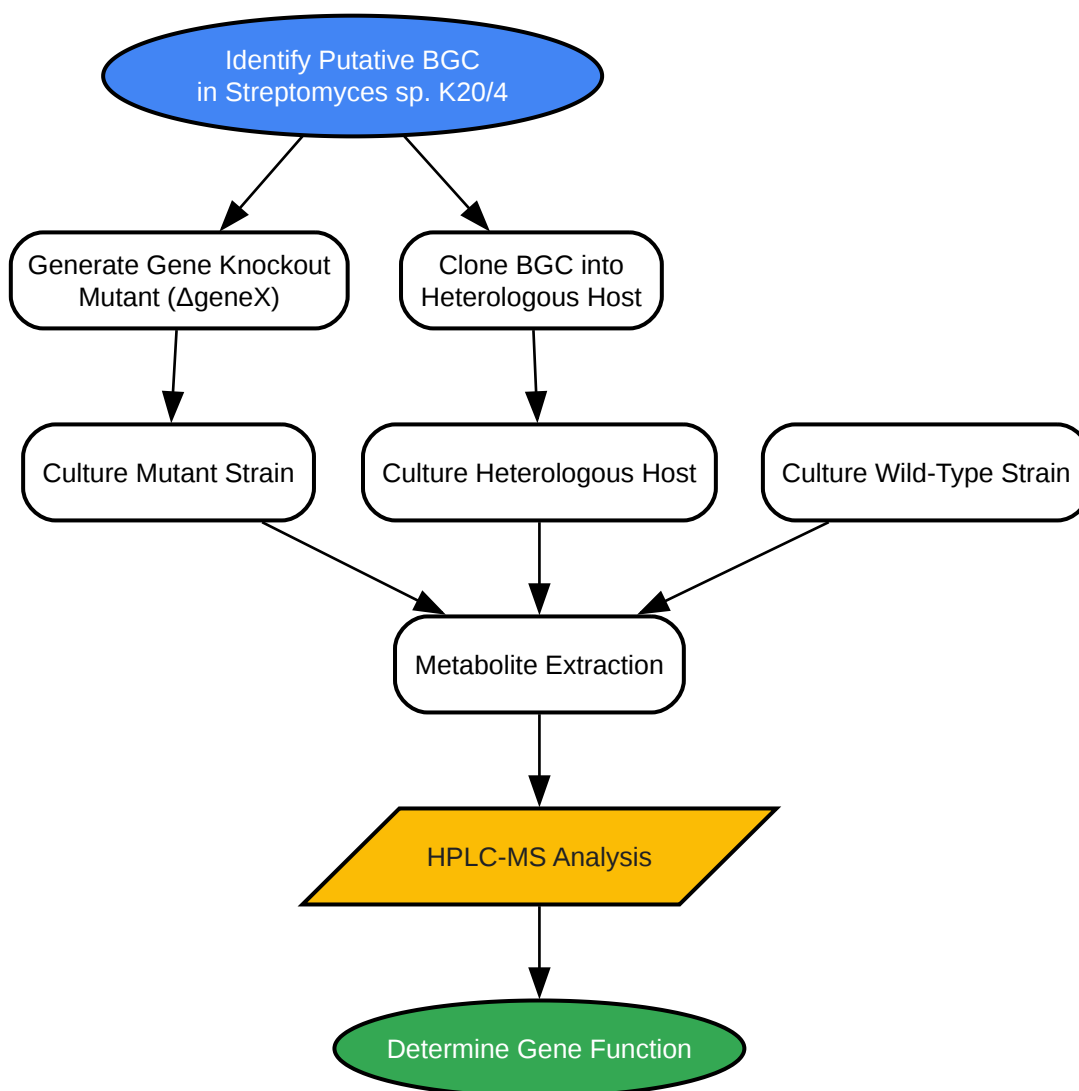 Identify Putative BGC
in Streptomyces sp. K20/4
Generate Gene Knockout
Mutant (ΔgeneX)
Clone BGC into
Heterologous Host
Culture Mutant Strain
Culture Heterologous Host
Culture Wild-Type Strain
Metabolite Extraction
HPLC-MS Analysis
Determine Gene Function